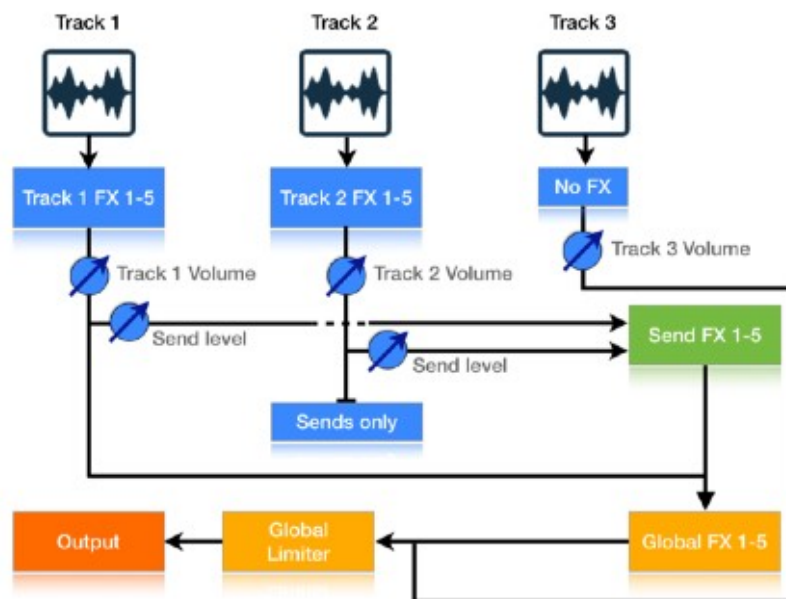 Track 1
Track 2
Track 3
Track 1 FX 1-5
Track 2 FX 1-5
No FX
Track 1 Volume
Track 2 Volume
Track 3 Volume
Send level
Send FX 1-5
Send level
Sends only
Output
Global
Limiter
Global FX 1-5